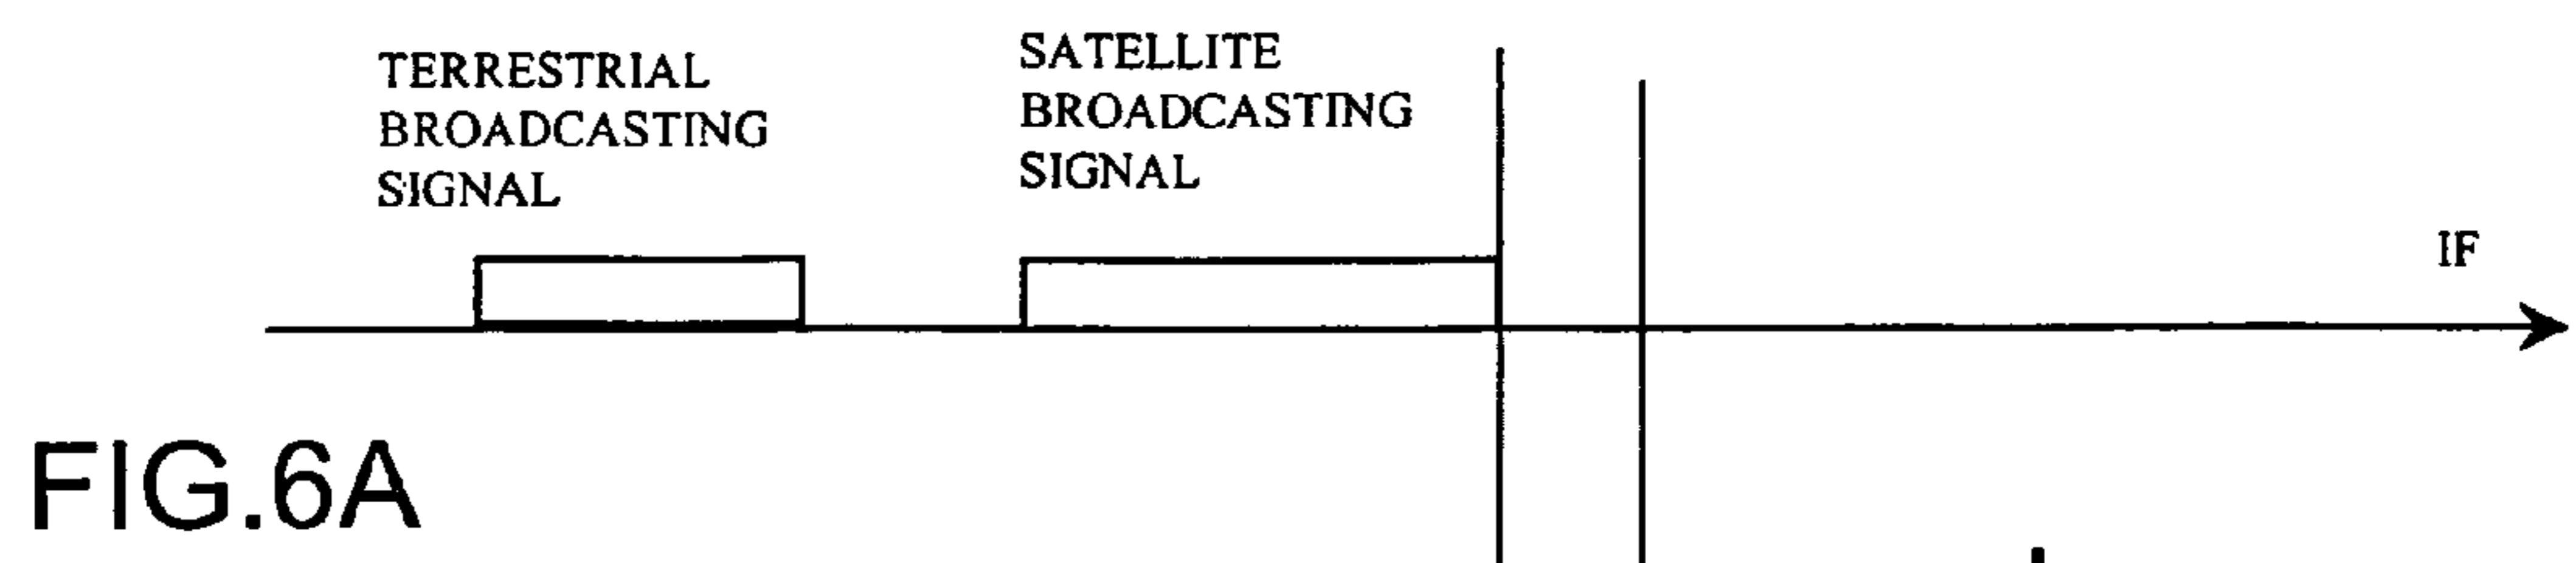 TERRESTRIAL
BROADCASTING
SIGNAL
SATELLITE
BROADCASTING
SIGNAL
IF
FIG.6A